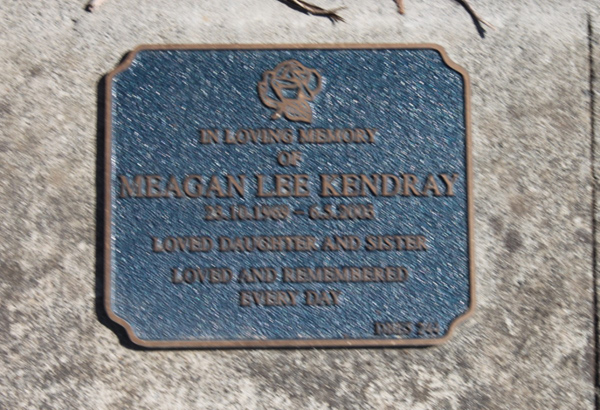 IN LOVING MEMORY
OF
MEAGAN LEE KENDRAY
LOVED DAUGHTER AND SISTER
LOVED AND REMEMBERED
EVERY DAY